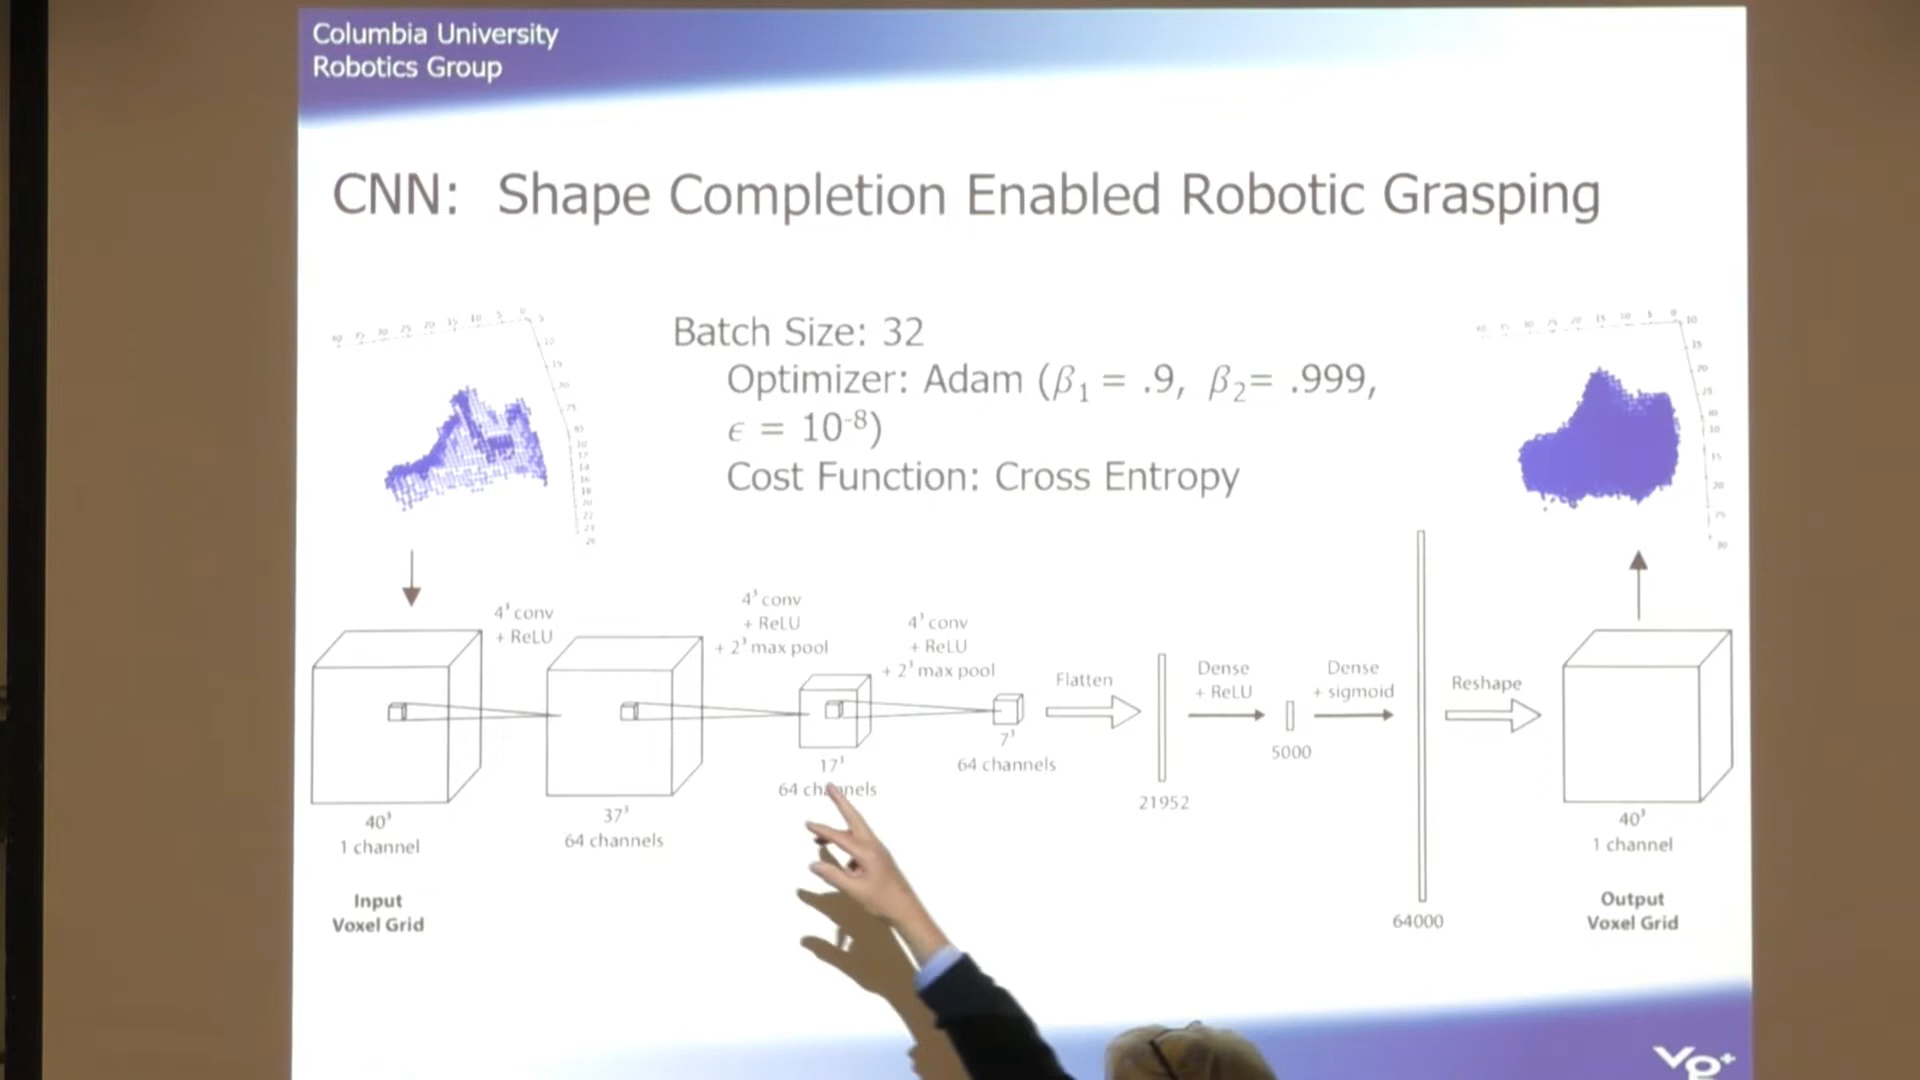 Columbia University
Robotics Group
CNN: Shape Completion Enabled Robotic Grasping
Batch Size: 32
Optimizer: Adam (β₁ = .9, β₂= .999,
ϵ = 10⁻⁸)
Cost Function: Cross Entropy
4³ conv
+ ReLU
4³ conv
+ ReLU
+ 2³ max pool
4³ conv
+ ReLU
+ 2³ max pool
Flatten
Dense
+ ReLU
Dense
+ sigmoid
Reshape
40³
1 channel
37³
64 channels
17³
64 channels
7³
64 channels
21952
5000
64000
40³
1 channel
Input
Voxel Grid
Output
Voxel Grid